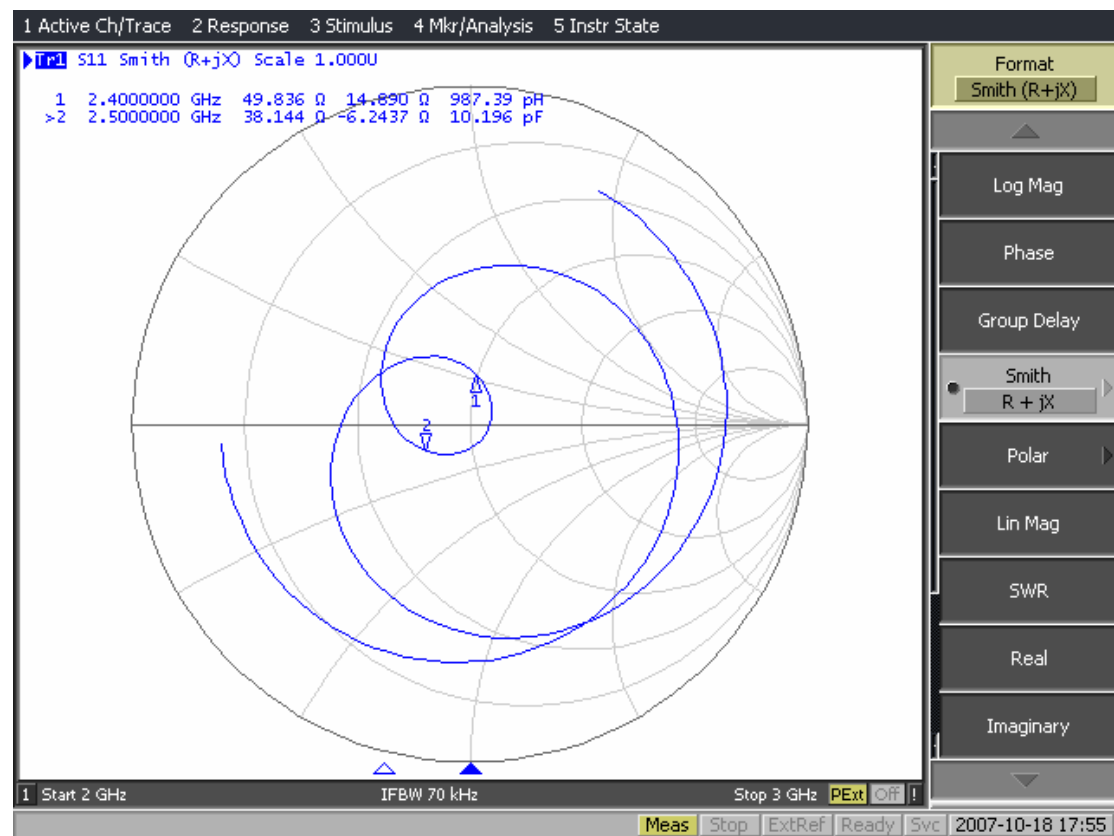 1 Active Ch/Trace 2 Response 3 Stimulus 4 Mkr/Analysis 5 Instr State
Tr1 S11 Smith (R+jX) Scale 1.000U
1 2.4000000 GHz 49.836 Ω 14.890 Ω 987.39 pH
>2 2.5000000 GHz 38.144 Ω -6.2437 Ω 10.196 pF
1
2
1 Start 2 GHz IFBW 70 kHz Stop 3 GHz PExt Off !
Format
Smith (R+jX)
Log Mag
Phase
Group Delay
Smith
R + jX
Polar
Lin Mag
SWR
Real
Imaginary
Meas Stop ExtRef Ready Svc 2007-10-18 17:55